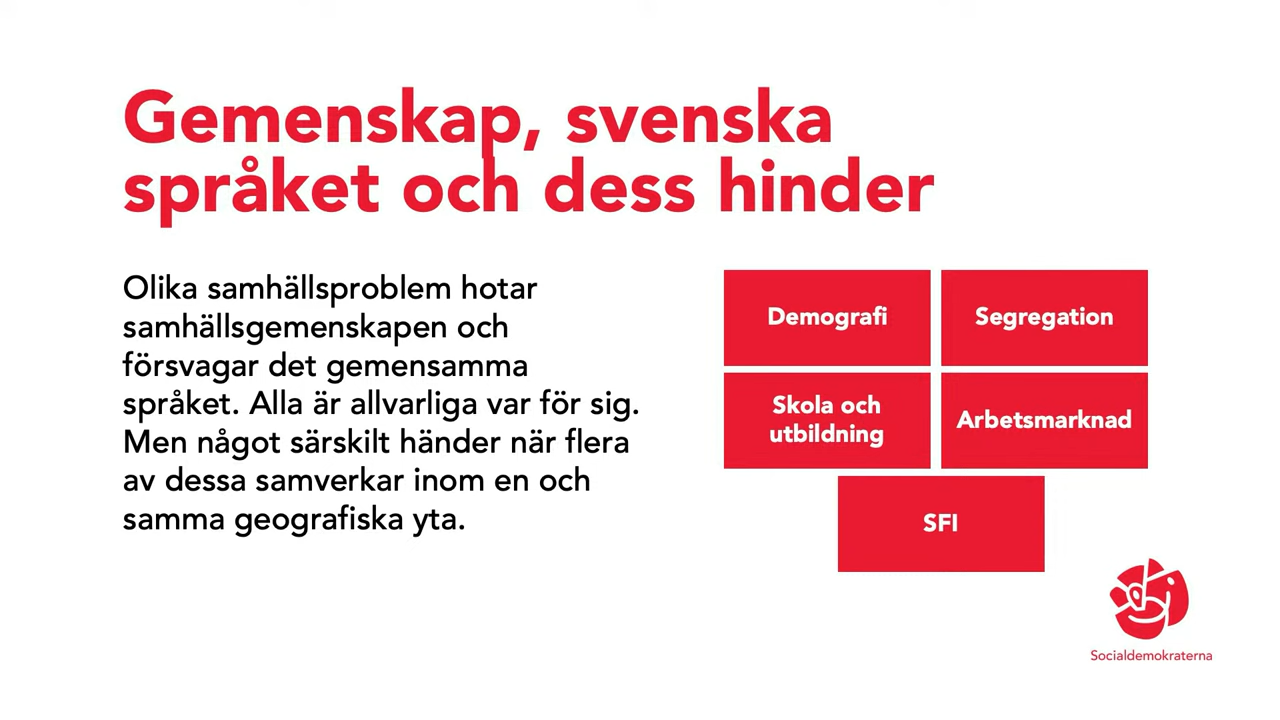 Gemenskap, svenska
språket och dess hinder
Olika samhällsproblem hotar
samhällsgemenskapen och
försvagar det gemensamma
språket. Alla är allvarliga var för sig.
Men något särskilt händer när flera
av dessa samverkar inom en och
samma geografiska yta.
Demografi
Segregation
Skola och
utbildning
Arbetsmarknad
SFI
Socialdemokraterna